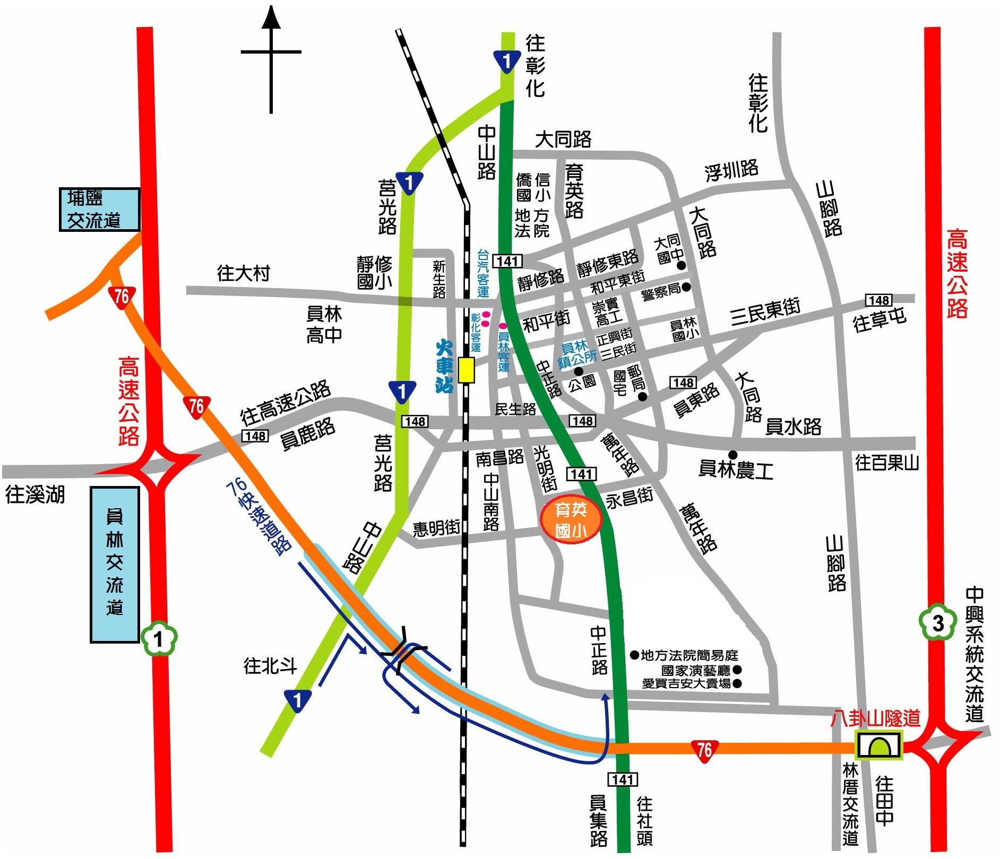 往彰化
1
往彰化
中山路
大同路
浮圳路
育英路
僑信國小
地方法院
1
莒光路
埔鹽
交流道
山腳路
大同路
大同
國中
高速公路
台汽客運
141
靜修東路
靜修
國小
新生路
往大村
靜修路
和平東街
警察局
76
148
往草屯
三民東街
崇實
高工
員林
高中
彰化客運
和平街
員林
國小
正興街
三民街
員林客運
員林
鎮公所
火車站
高速公路
中正路
公園
國宅
郵局
148
員東路
大同路
1
76
往高速公路
148
員鹿路
148
民生路
148
員水路
莒光路
南昌路
光明街
萬年路
員林農工
往百果山
141
往溪湖
76快速道路
中山南路
永昌街
育英
國小
員林交流道
惠明街
中山路
萬年路
山腳路
中興系統交流道
3
1
中正路
地方法院簡易庭
國家演藝廳
愛買吉安大賣場
往北斗
1
八卦山隧道
76
141
員集路
往社頭
林厝交流道
往田中